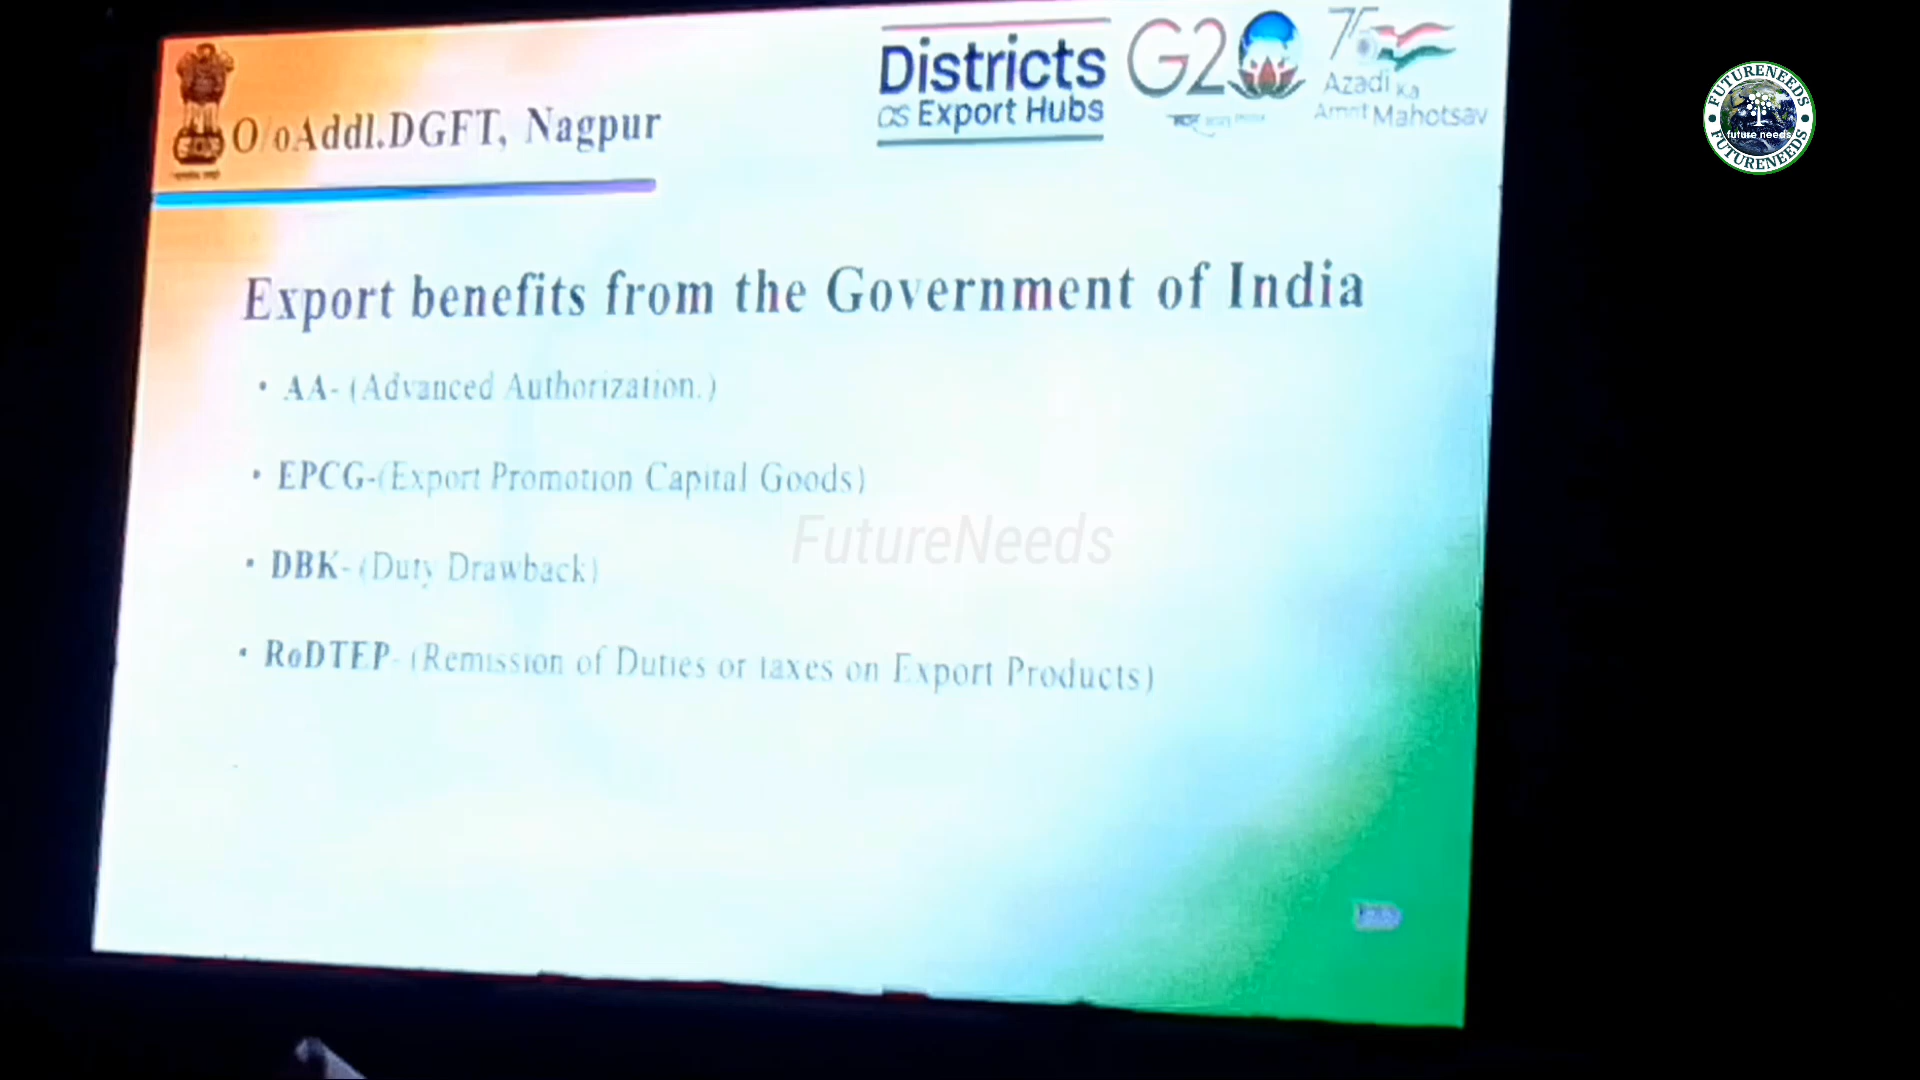 O/oAddl.DGFT, Nagpur
Districts
as Export Hubs
G20
75
Azadi Ka
Amrit Mahotsav
FUTURENEEDS
future needs
FUTURENEEDS
Export benefits from the Government of India
• AA- (Advanced Authorization.)
• EPCG-(Export Promotion Capital Goods)
FutureNeeds
• DBK- (Duty Drawback)
• RoDTEP- (Remission of Duties or taxes on Export Products)